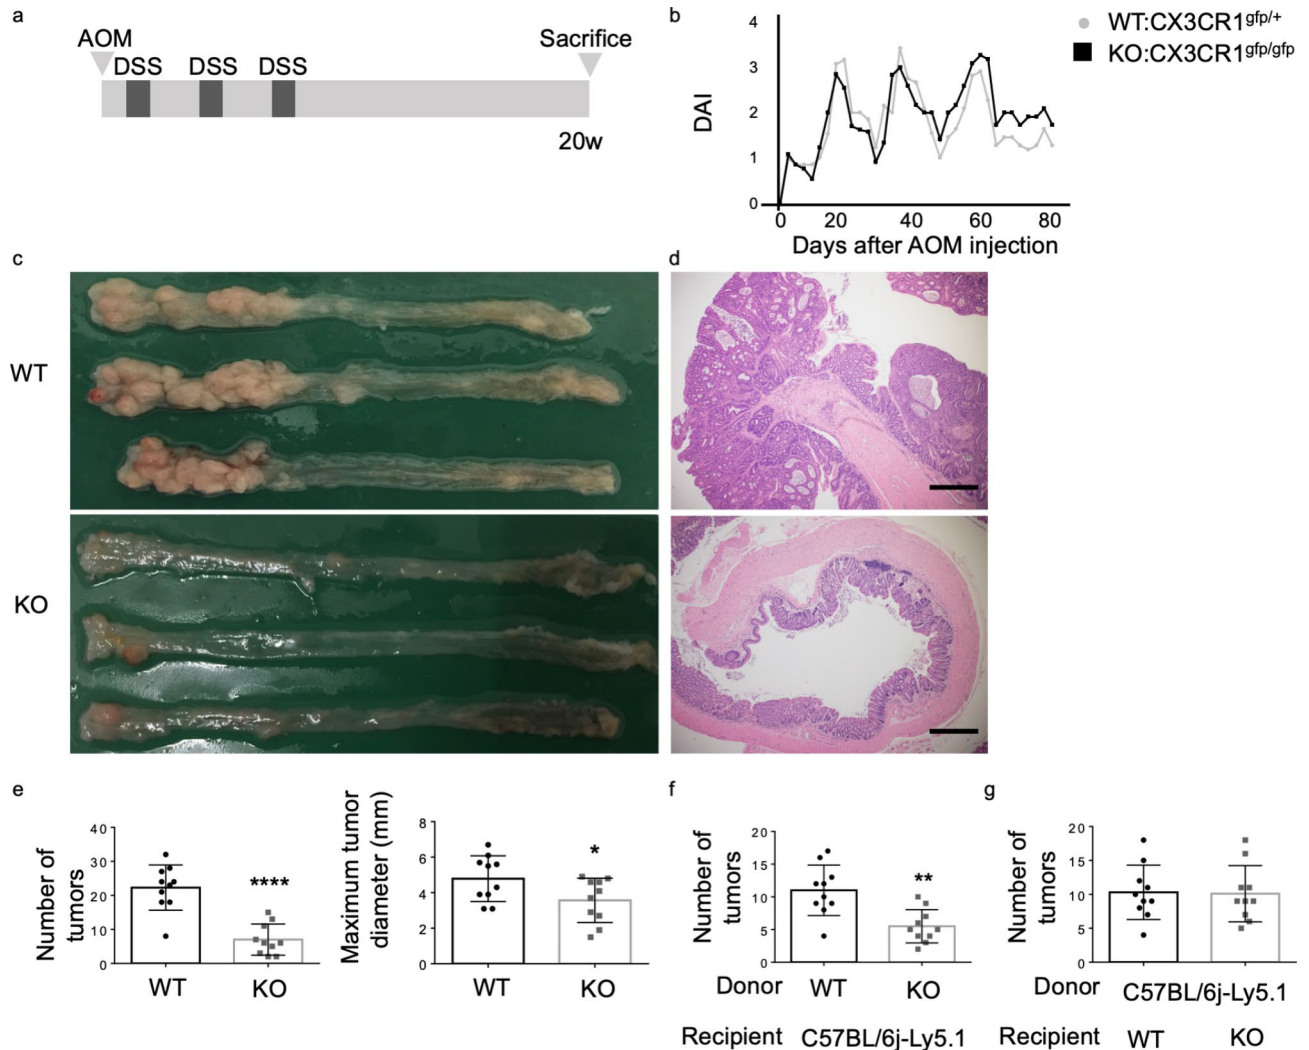 a
AOM
Sacrifice
DSS DSS DSS
20w
b
4
3
2
1
0
DAI
0 20 40 60 80
Days after AOM injection
WT:CX3CR1gfp/+
KO:CX3CR1gfp/gfp
c
WT
KO
d
e
Number of
tumors
40
30
20
10
0
****
WT KO
Maximum tumor
diameter (mm)
8
6
4
2
0
*
WT KO
f
Number of
tumors
20
15
10
5
0
**
Donor WT KO
Recipient C57BL/6j-Ly5.1
g
Number of
tumors
20
15
10
5
0
Donor C57BL/6j-Ly5.1
Recipient WT KO